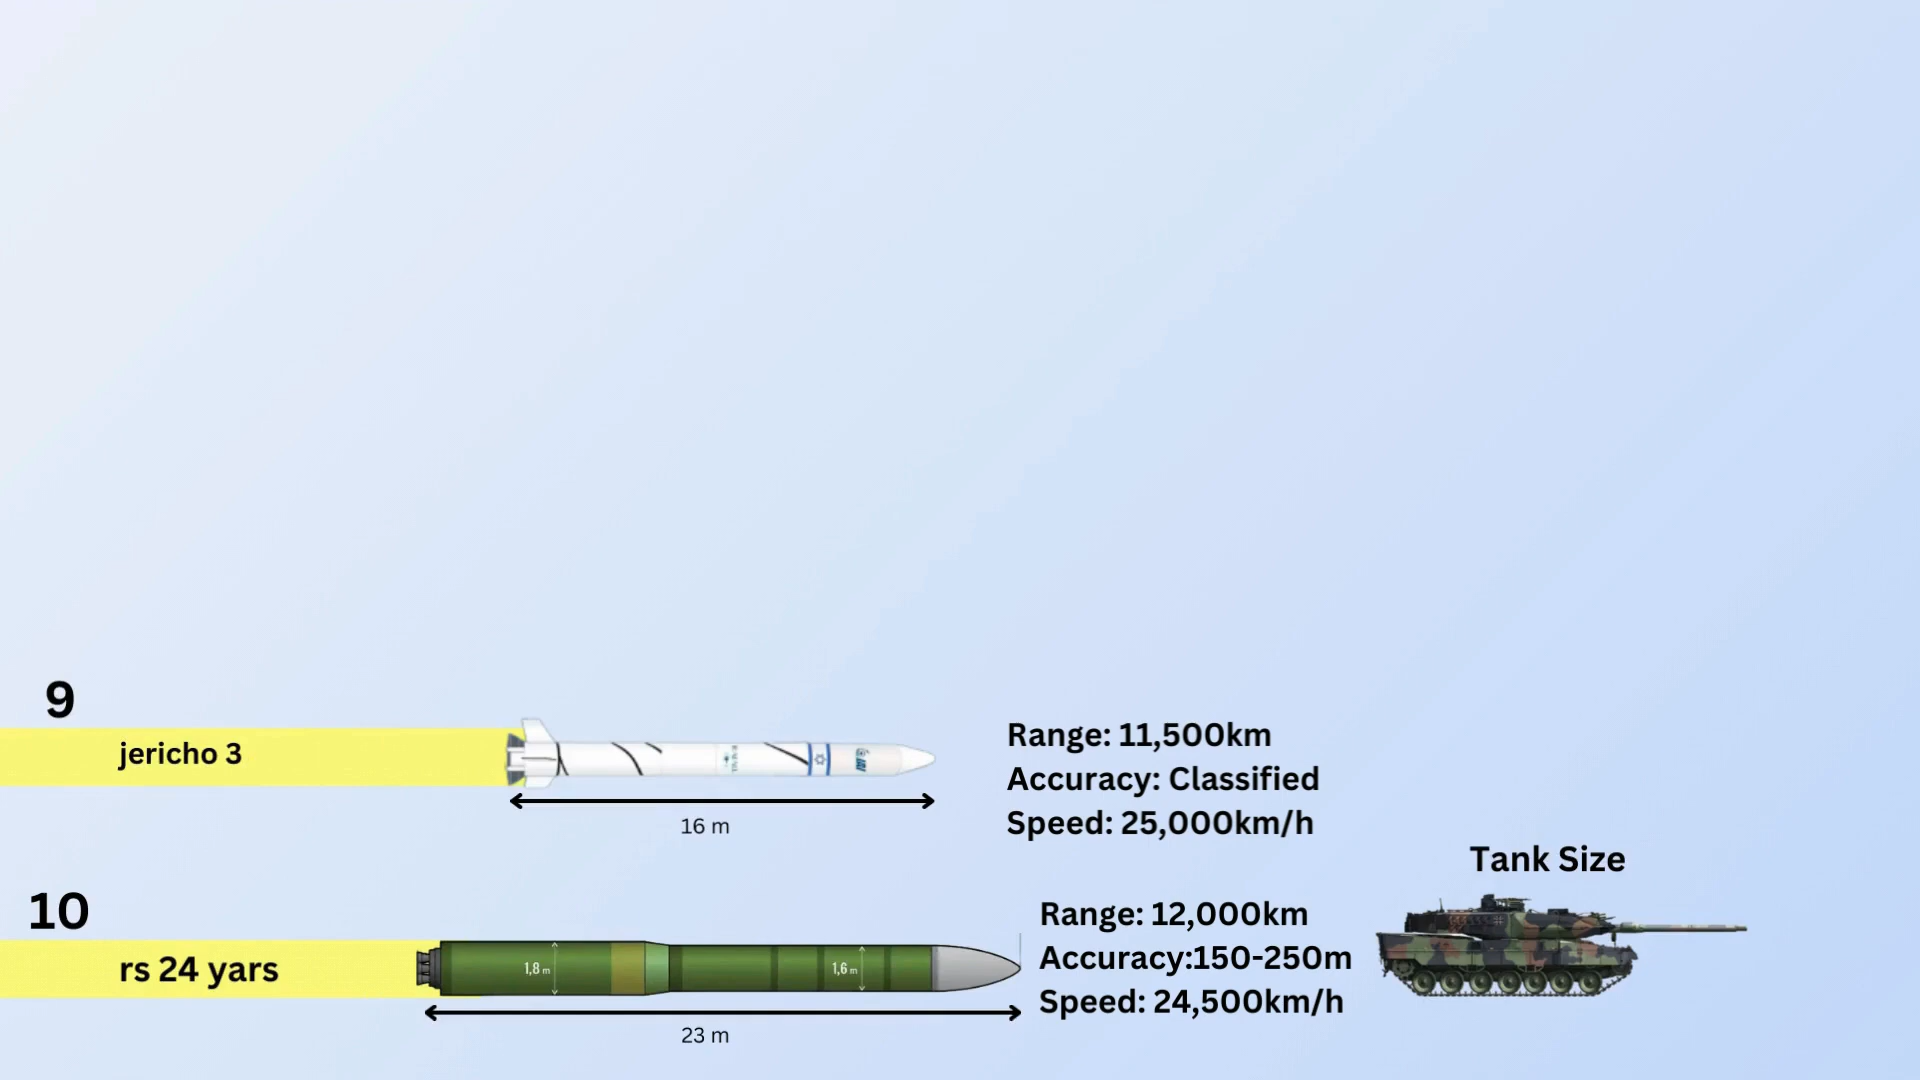 9
jericho 3
16 m
Range: 11,500km
Accuracy: Classified
Speed: 25,000km/h
Tank Size
10
rs 24 yars
1,8 m
1,6 m
23 m
Range: 12,000km
Accuracy:150-250m
Speed: 24,500km/h